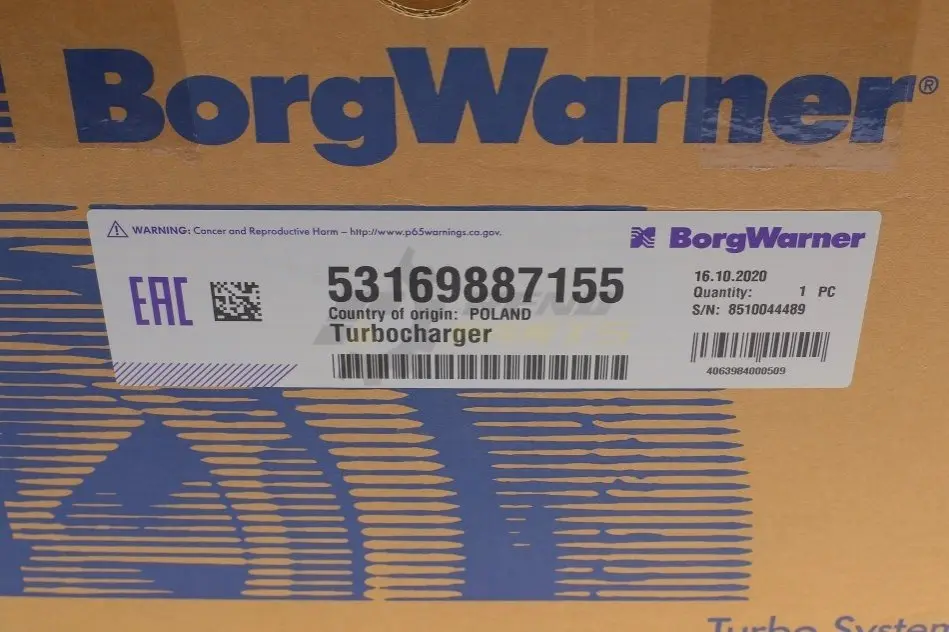 BorgWarner®
WARNING: Cancer and Reproductive Harm – http://www.p65warnings.ca.gov.
BorgWarner
EAC
53169887155
Country of origin: POLAND
Turbocharger
16.10.2020
Quantity: 1 PC
S/N: 8510044489
4063984000509
Turbo System